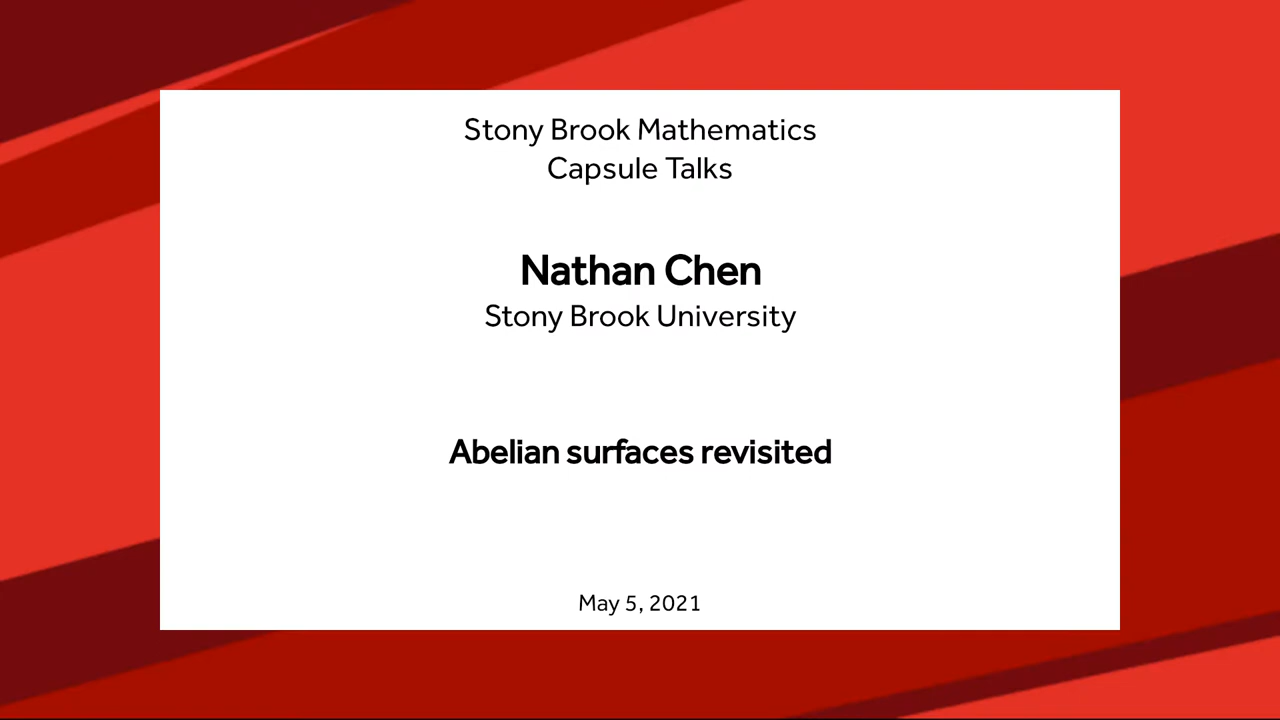 Stony Brook Mathematics
Capsule Talks
Nathan Chen
Stony Brook University
Abelian surfaces revisited
May 5, 2021